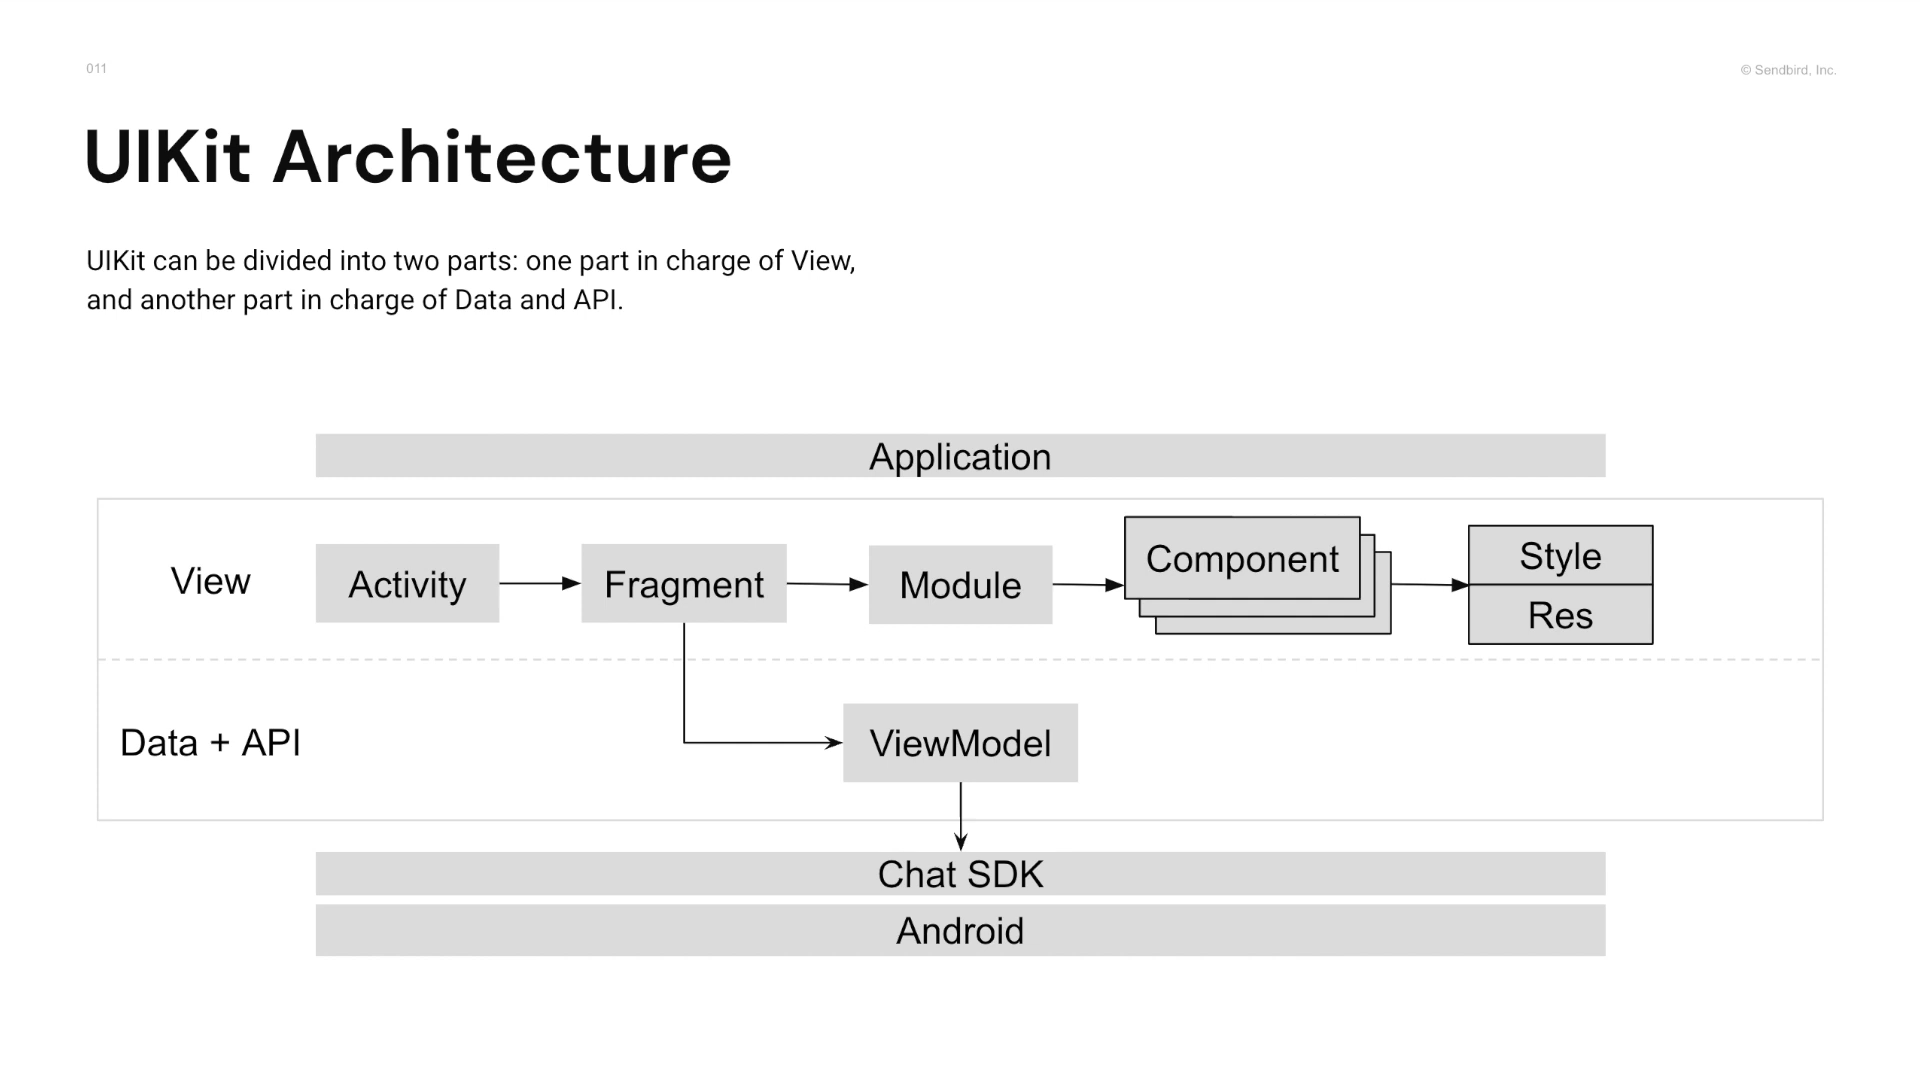 011
© Sendbird, Inc.
UIKit Architecture
UIKit can be divided into two parts: one part in charge of View,
and another part in charge of Data and API.
Application
View
Activity
Fragment
Module
Component
Style
Res
Data + API
ViewModel
Chat SDK
Android